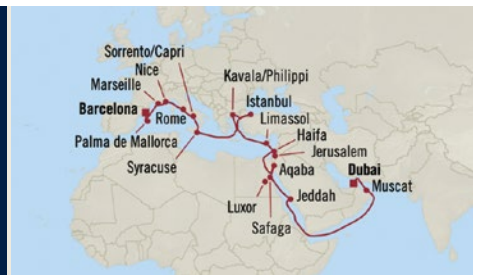 Sorrento/Capri
Nice
Marseille
Barcelona
Rome
Palma de Mallorca
Syracuse
Kavala/Philippi
Istanbul
Limassol
Haifa
Jerusalem
Aqaba
Dubai
Muscat
Luxor
Jeddah
Safaga